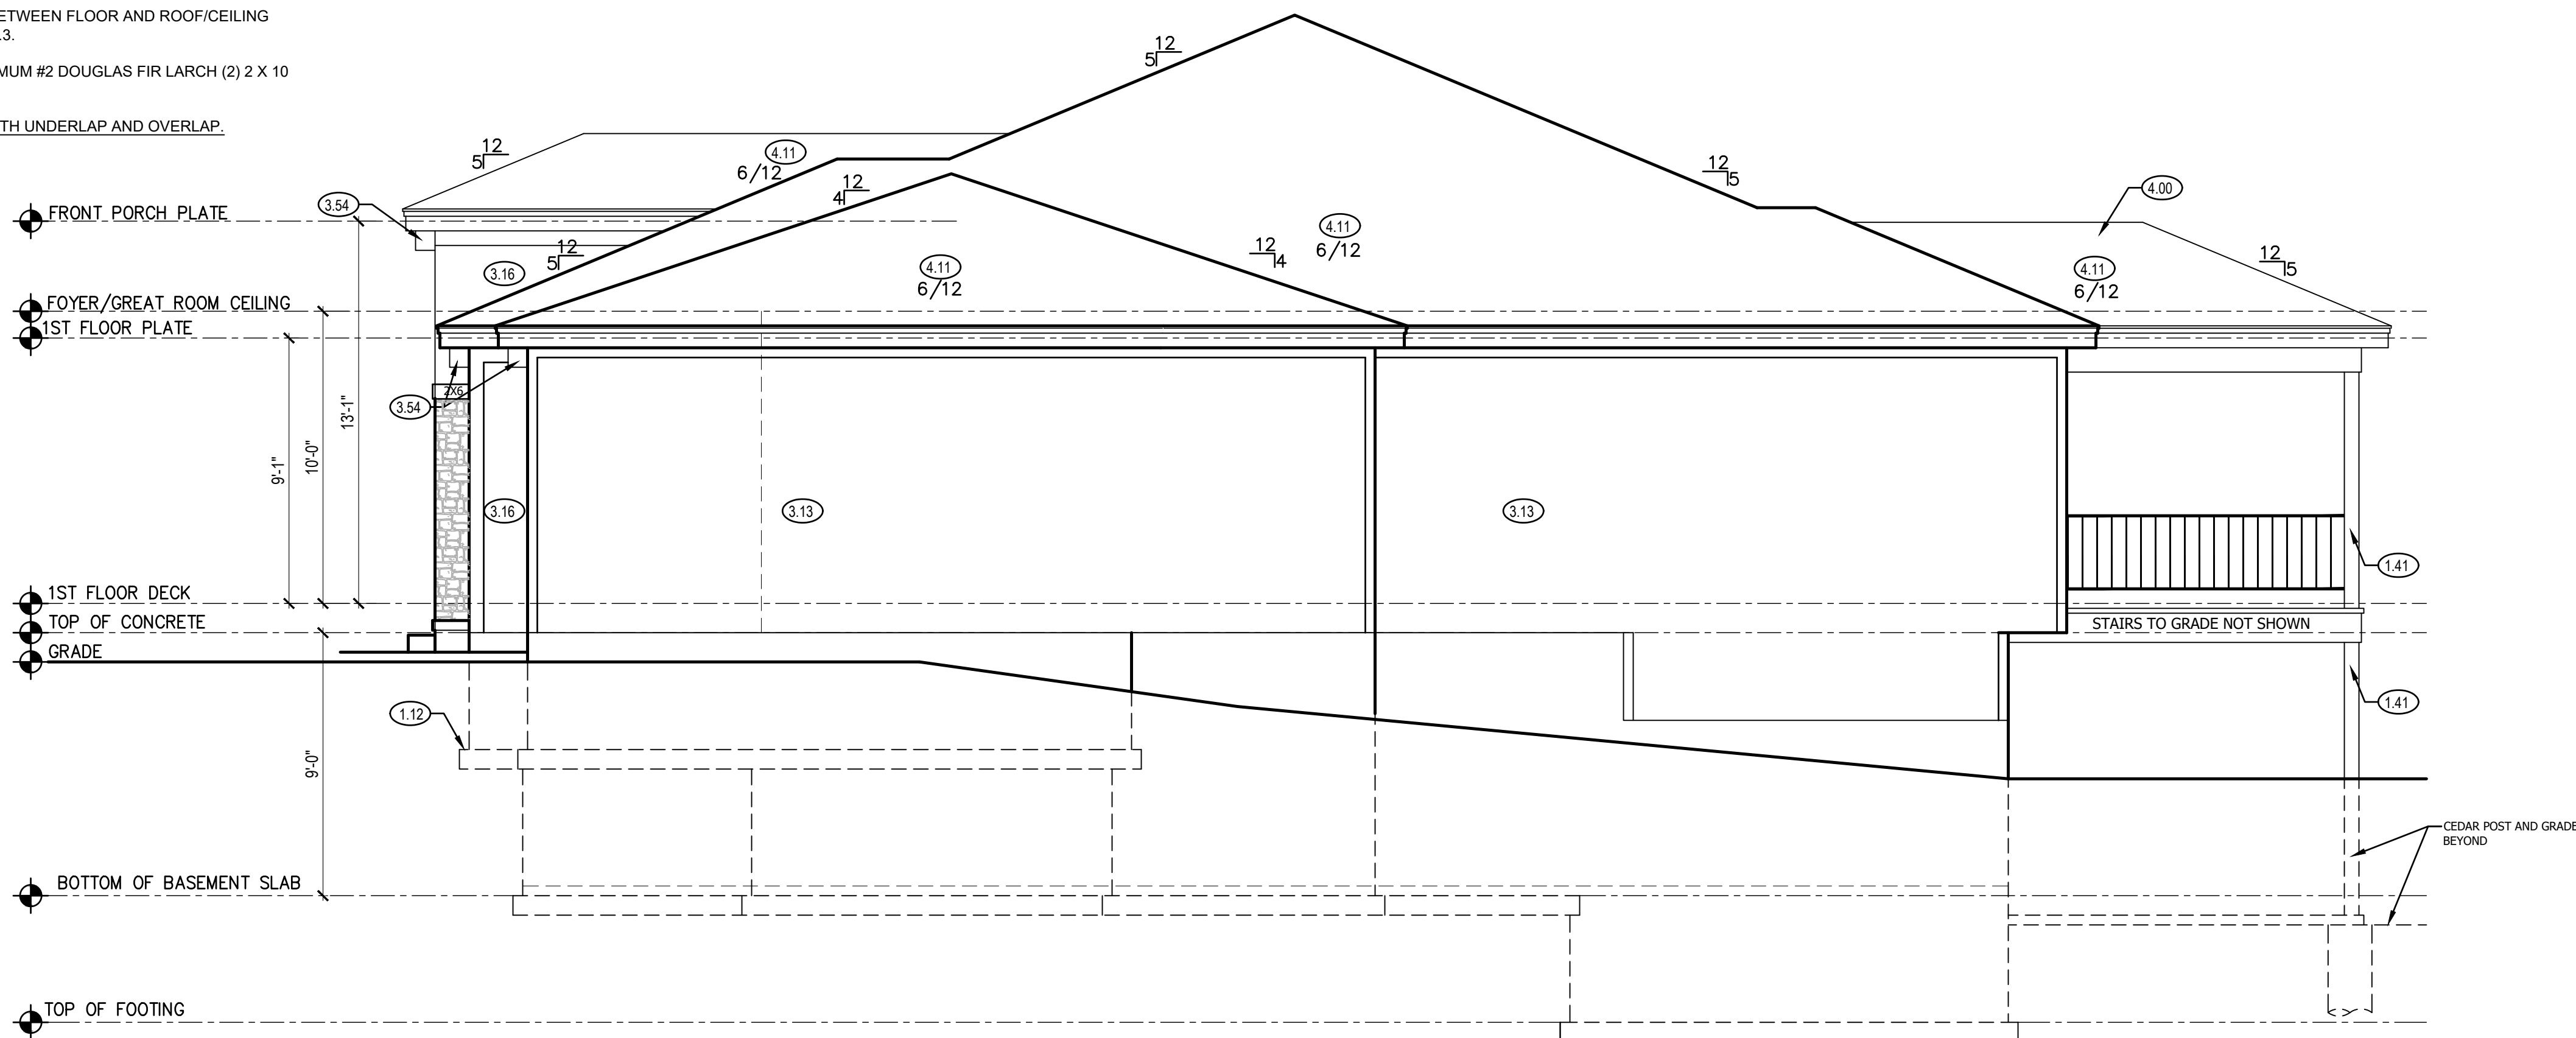 ETWEEN FLOOR AND ROOF/CEILING
.3.
MUM #2 DOUGLAS FIR LARCH (2) 2 X 10
TH UNDERLAP AND OVERLAP.
12
5
12
5
4.11
6/12
12
4
12
5
4.00
3.54
FRONT PORCH PLATE
4.11
6/12
12
4
12
5
3.16
4.11
6/12
12
5
4.11
6/12
FOYER/GREAT ROOM CEILING
1ST FLOOR PLATE
2X6
3.54
13'-1"
10'-0"
9'-1"
3.16
3.13
3.13
1.41
1ST FLOOR DECK
TOP OF CONCRETE
STAIRS TO GRADE NOT SHOWN
GRADE
1.41
1.12
9'-0"
CEDAR POST AND GRADE
BEYOND
BOTTOM OF BASEMENT SLAB
TOP OF FOOTING